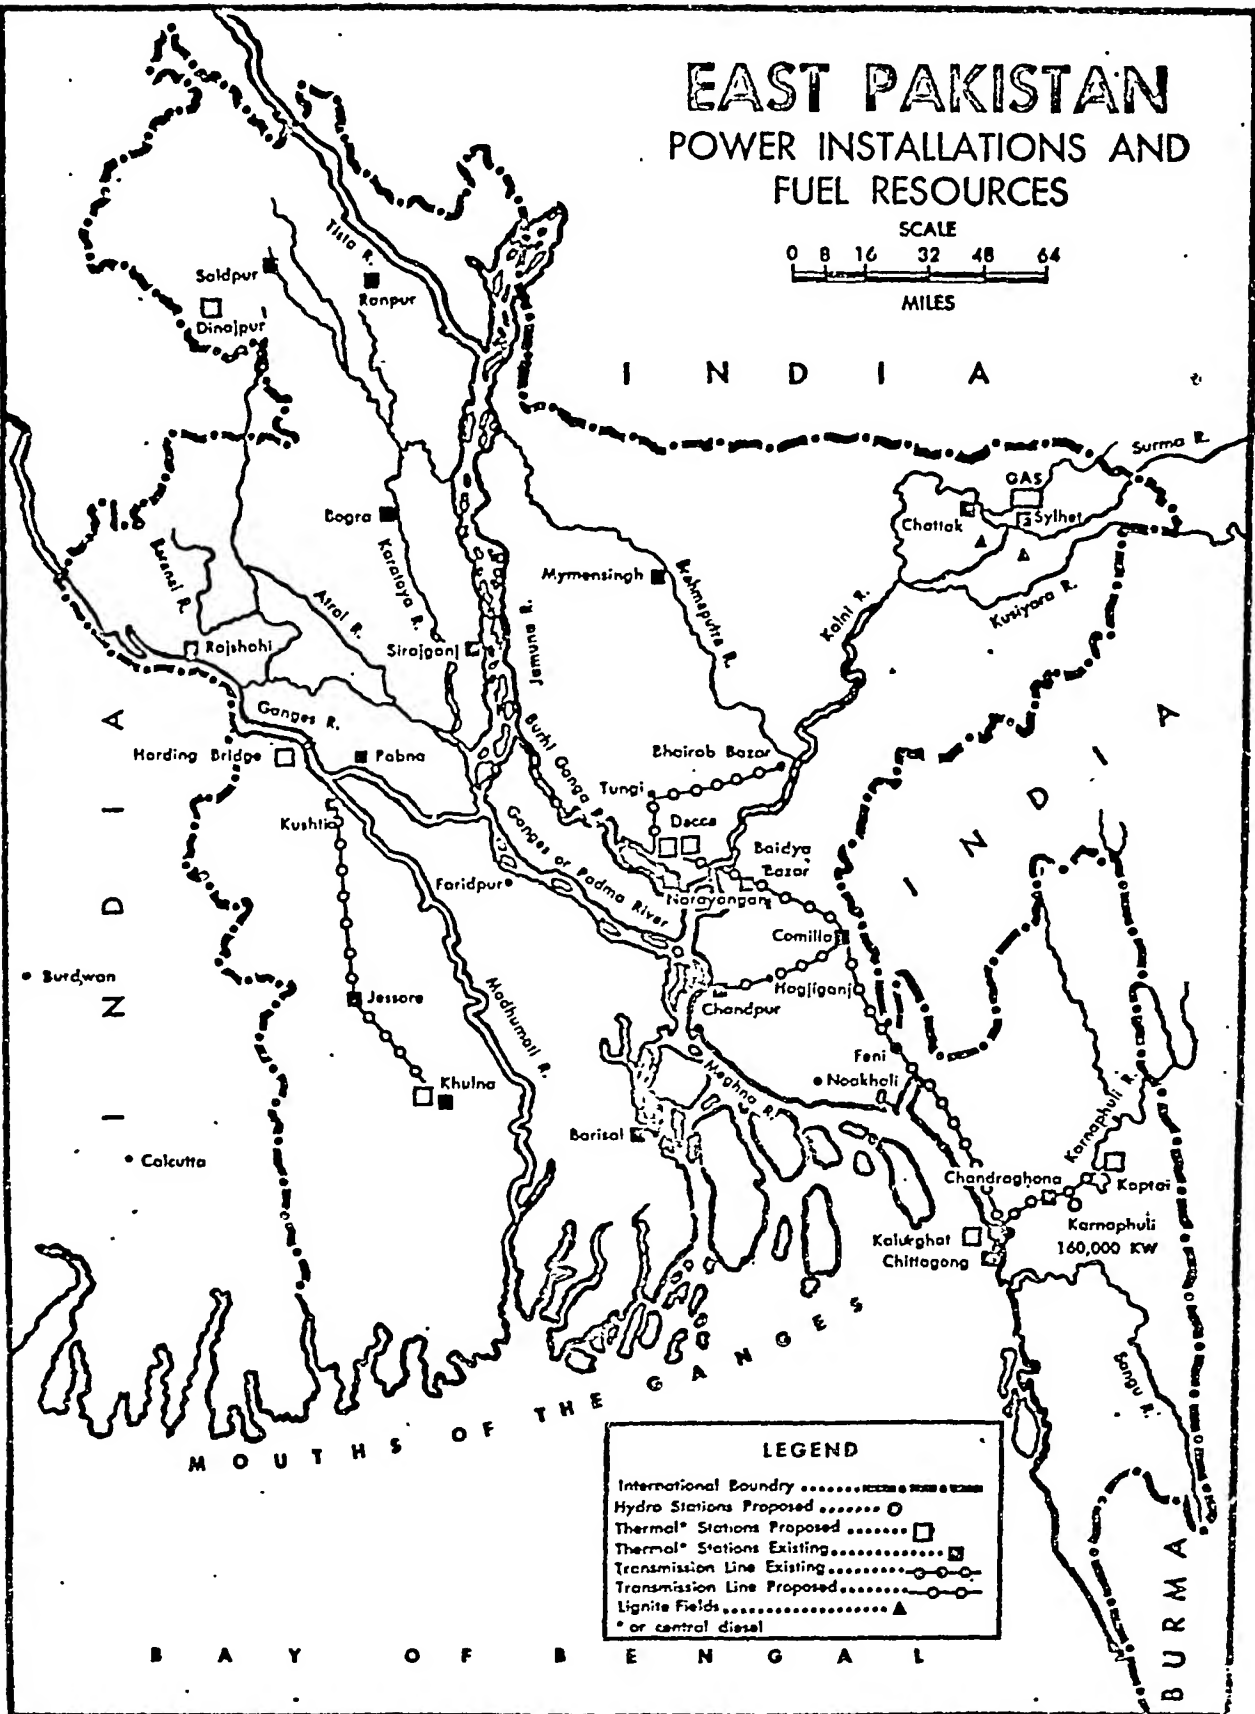 EAST PAKISTAN
POWER INSTALLATIONS AND
FUEL RESOURCES
SCALE
0 8 16 32 48 64
MILES
Tista R.
Saidpur
Ranpur
Dinajpur
I N D I A
Surma R.
GAS
Chattak
Sylhet
Bogra
Karatoya R.
Mymensingh
Brahmaputra R.
Kalni R.
Kusiyara R.
Atrai R.
Rajshahi
Sirajganj
Jamuna R.
Ganges R.
Harding Bridge
Pabna
Burhi Ganga R.
Bhairob Bazar
Tungi
Dacca
Kushtia
Ganges or Padma River
Baidya
Bazar
Faridpur
Narayanganj
Comilla
Burdwan
Jessore
Madhumati R.
Hagjiganj
Chandpur
Feni
Noakhali
Khulna
Meghna R.
Karnaphuli R.
Barisal
Calcutta
Chandraghona
Kaptai
Kalurghat
Karnaphuli
Chittagong
160,000 KW
I N D I A
I N D I A
Sangu R.
MOUTHS OF THE GANGES
LEGEND
International Boundry
Hydro Stations Proposed
Thermal* Stations Proposed
Thermal* Stations Existing
Transmission Line Existing
Transmission Line Proposed
Lignite Fields
* or central diesel
BURMA
BAY OF BENGAL